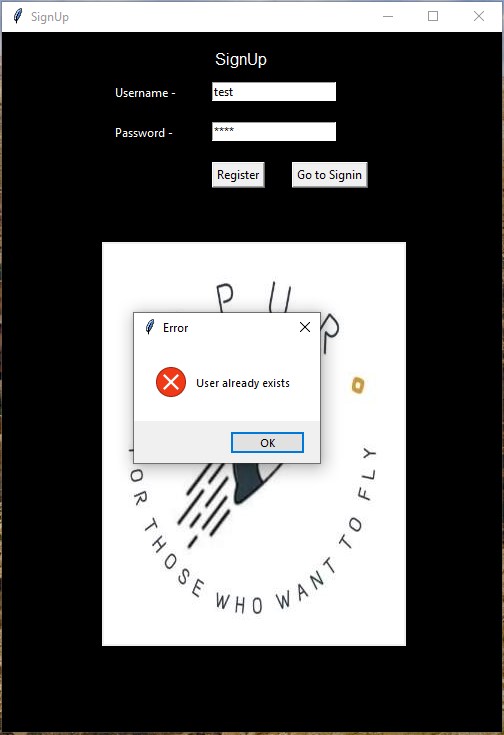 SignUp
SignUp
Username -
test
Password -
****
Register
Go to Signin
P U R
Error
User already exists
OK
FOR THOSE WHO WANT TO FLY